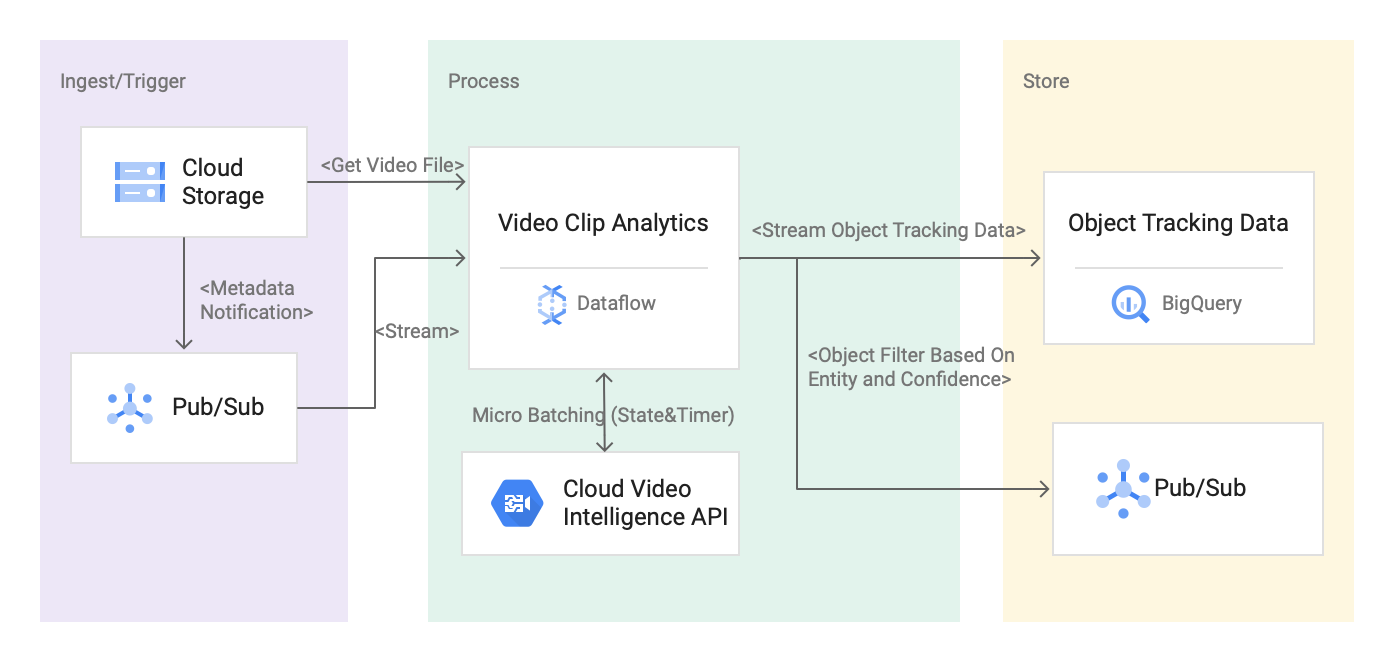 Ingest/Trigger
Cloud
Storage
<Metadata
Notification>
Pub/Sub
<Get Video File>
<Stream>
Process
Video Clip Analytics
Dataflow
Micro Batching (State&Timer)
Cloud Video
Intelligence API
<Stream Object Tracking Data>
<Object Filter Based On
Entity and Confidence>
Store
Object Tracking Data
BigQuery
Pub/Sub